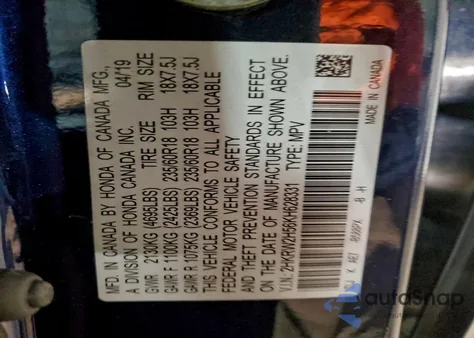 MFD. IN CANADA BY HONDA OF CANADA MFG.,
A DIVISION OF HONDA CANADA INC. 04/19
TIRE SIZE RIM SIZE
GVWR 2130KG (4695LBS)
GAWR F 1100KG (2425LBS) 235/60R18 103H 18X7.5J
GAWR R 1075KG (2369LBS) 235/60R18 103H 18X7.5J
THIS VEHICLE CONFORMS TO ALL APPLICABLE
FEDERAL MOTOR VEHICLE SAFETY
AND THEFT PREVENTION STANDARDS IN EFFECT
ON THE DATE OF MANUFACTURE SHOWN ABOVE.
V.I.N.: 2HKRW2H56KH628331 TYPE: MPV
K AEJ -B -H
MADE IN CANADA
autoSnap